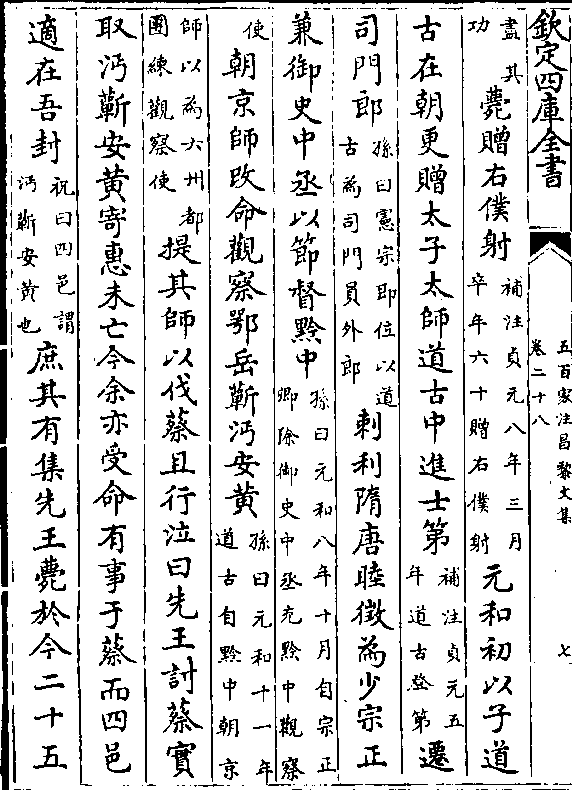 欽定四庫全書
五百家注昌黎文集
卷二十八
七
盡其功薨贈右僕射補注貞元八年三月卒年六十贈右僕射元和初以子道
古在朝更贈太子太師道古中進士第補注貞元五年道古登第遷
司門郎孫曰憲宗即位以道古為司門員外郎刺利隋唐睦徵為少宗正
兼御史中丞以節督黔中孫曰元和八年十月自宗正卿除御史中丞充黔中觀察
使朝京師改命觀察鄂岳蘄沔安黄孫曰元和十一年道古自黔中朝京
師以為六州都團練觀察使提其師以伐蔡且行泣曰先王討蔡實
取沔蘄安黄寄惠未亡今余亦受命有事于蔡而四邑
適在吾封祝曰四邑謂沔蘄安黄也庶其有集先王薨於今二十五